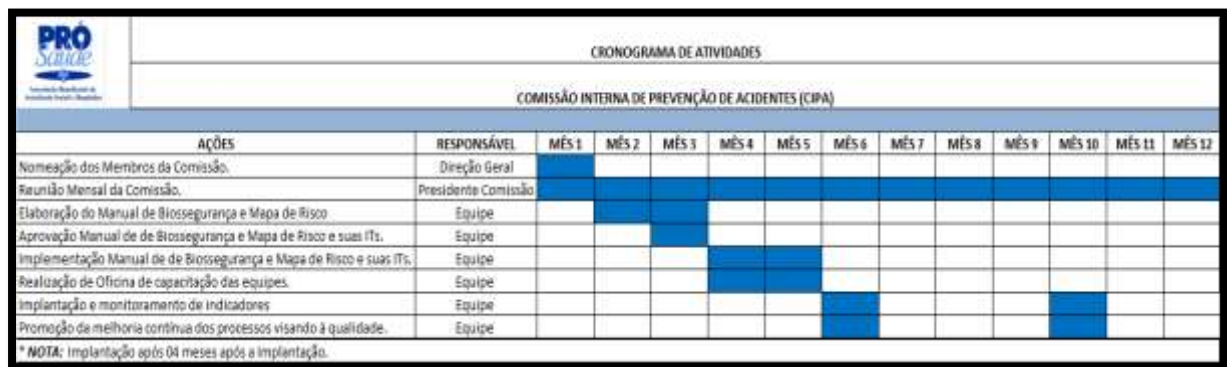 PRÓ
Saúde
CRONOGRAMA DE ATIVIDADES
COMISSÃO INTERNA DE PREVENÇÃO DE ACIDENTES (CIPA)
AÇÕES RESPONSÁVEL MÊS 1 MÊS 2 MÊS 3 MÊS 4 MÊS 5 MÊS 6 MÊS 7 MÊS 8 MÊS 9 MÊS 10 MÊS 11 MÊS 12
Nomeação dos Membros da Comissão. Direção Geral
Reunião Mensal da Comissão. Presidente Comissão
Elaboração do Manual de Biossegurança e Mapa de Risco Equipe
Aprovação Manual de de Biossegurança e Mapa de Risco e suas ITs. Equipe
Implementação Manual de de Biossegurança e Mapa de Risco e suas ITs. Equipe
Realização de Oficina de capacitação das equipes. Equipe
Implantação e monitoramento de indicadores Equipe
Promoção da melhoria contínua dos processos visando à qualidade. Equipe
* NOTA: Implantação após 04 meses após a Implantação.